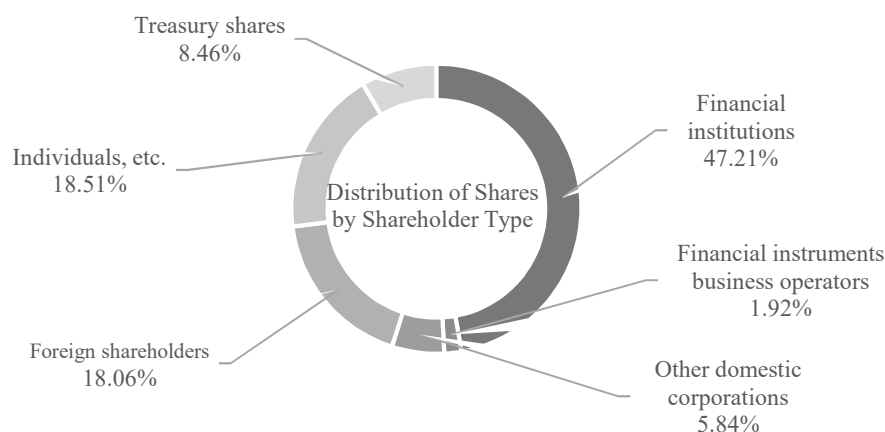 Treasury shares
8.46%
Financial
institutions
47.21%
Individuals, etc.
18.51%
Distribution of Shares
by Shareholder Type
Financial instruments
business operators
1.92%
Foreign shareholders
18.06%
Other domestic
corporations
5.84%